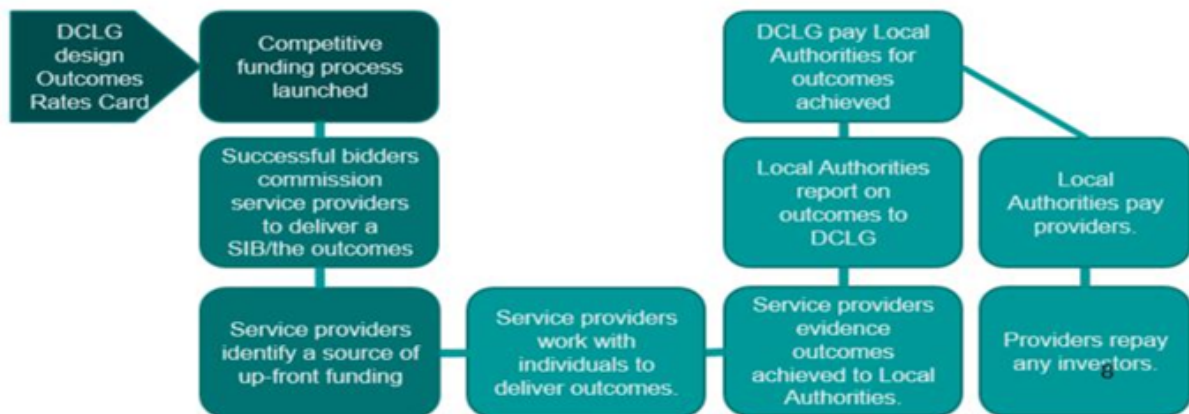 DCLG
design
Outcomes
Rates Card
Competitive
funding process
launched
Successful bidders
commission
service providers
to deliver a
SIB/the outcomes
Service providers
identify a source of
up-front funding
Service providers
work with
individuals to
deliver outcomes.
Service providers
evidence
outcomes
achieved to Local
Authorities.
Local Authorities
report on
outcomes to
DCLG
DCLG pay Local
Authorities for
outcomes
achieved
Local
Authorities pay
providers.
Providers repay
any investors.
8